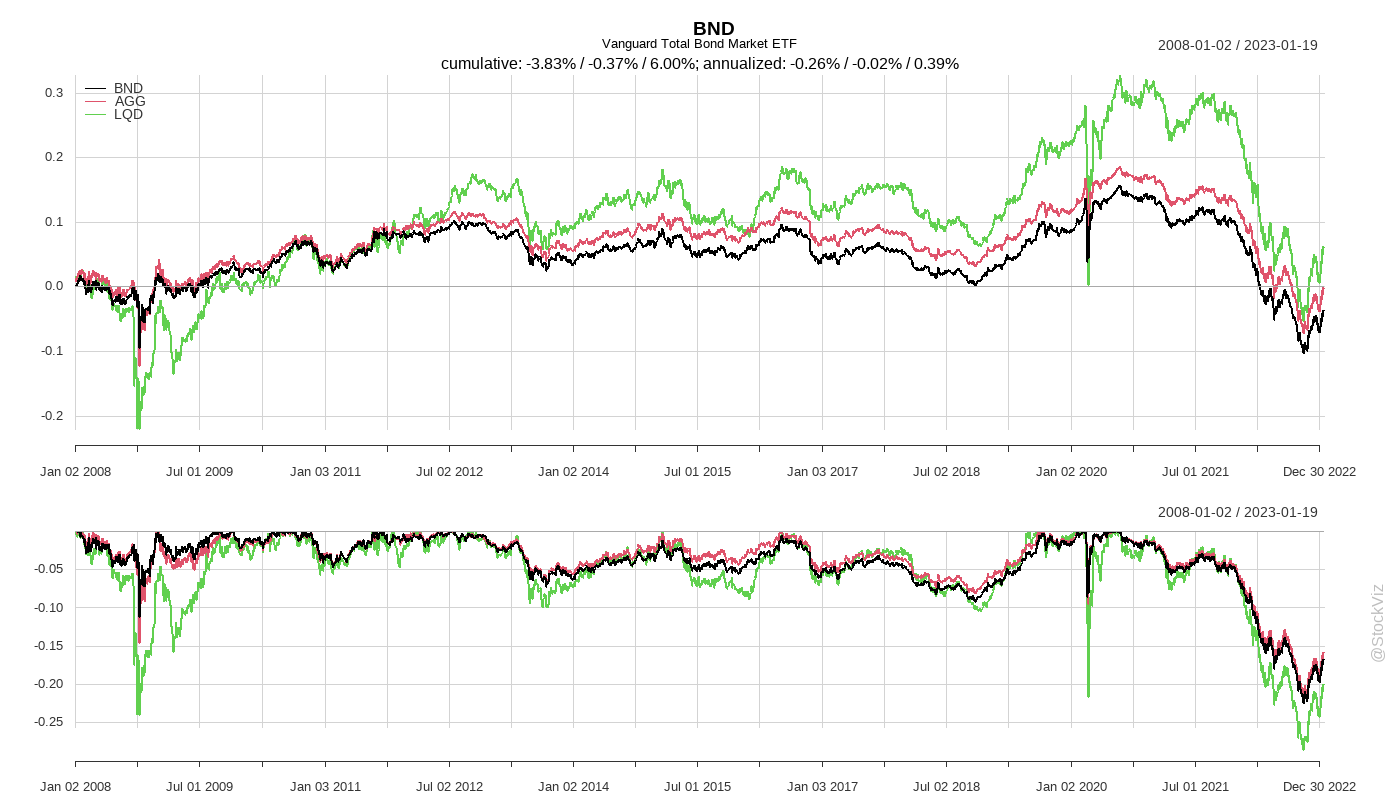 BND
Vanguard Total Bond Market ETF
2008-01-02 / 2023-01-19
cumulative: -3.83% / -0.37% / 6.00%; annualized: -0.26% / -0.02% / 0.39%
BND
AGG
LQD
0.3
0.2
0.1
0.0
-0.1
-0.2
Jan 02 2008 Jul 01 2009 Jan 03 2011 Jul 02 2012 Jan 02 2014 Jul 01 2015 Jan 03 2017 Jul 02 2018 Jan 02 2020 Jul 01 2021 Dec 30 2022
2008-01-02 / 2023-01-19
-0.05
-0.10
-0.15
-0.20
-0.25
Jan 02 2008 Jul 01 2009 Jan 03 2011 Jul 02 2012 Jan 02 2014 Jul 01 2015 Jan 03 2017 Jul 02 2018 Jan 02 2020 Jul 01 2021 Dec 30 2022
@StockViz